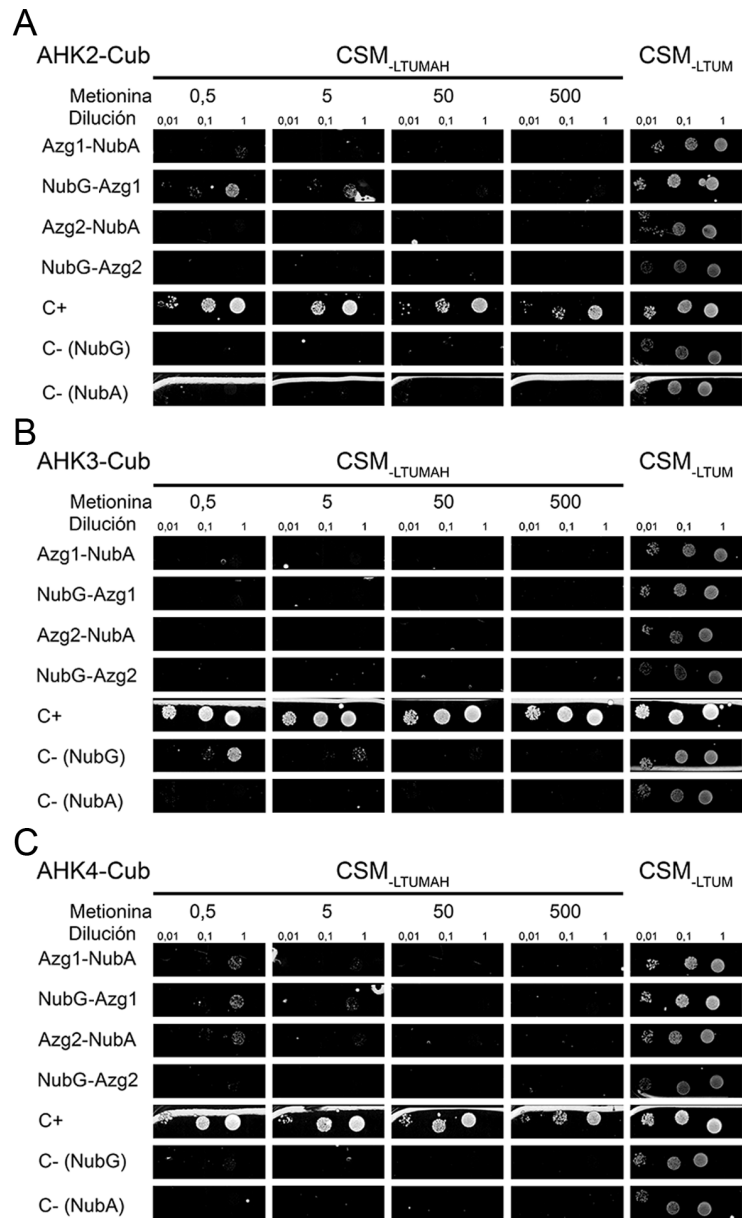 A
AHK2-Cub CSM-LTUMAH CSM-LTUM
Metionina 0,5 5 50 500
Dilución 0,01 0,1 1 0,01 0,1 1 0,01 0,1 1 0,01 0,1 1 0,01 0,1 1
Azg1-NubA
NubG-Azg1
Azg2-NubA
NubG-Azg2
C+
C- (NubG)
C- (NubA)
B
AHK3-Cub CSM-LTUMAH CSM-LTUM
Metionina 0,5 5 50 500
Dilución 0,01 0,1 1 0,01 0,1 1 0,01 0,1 1 0,01 0,1 1 0,01 0,1 1
Azg1-NubA
NubG-Azg1
Azg2-NubA
NubG-Azg2
C+
C- (NubG)
C- (NubA)
C
AHK4-Cub CSM-LTUMAH CSM-LTUM
Metionina 0,5 5 50 500
Dilución 0,01 0,1 1 0,01 0,1 1 0,01 0,1 1 0,01 0,1 1 0,01 0,1 1
Azg1-NubA
NubG-Azg1
Azg2-NubA
NubG-Azg2
C+
C- (NubG)
C- (NubA)